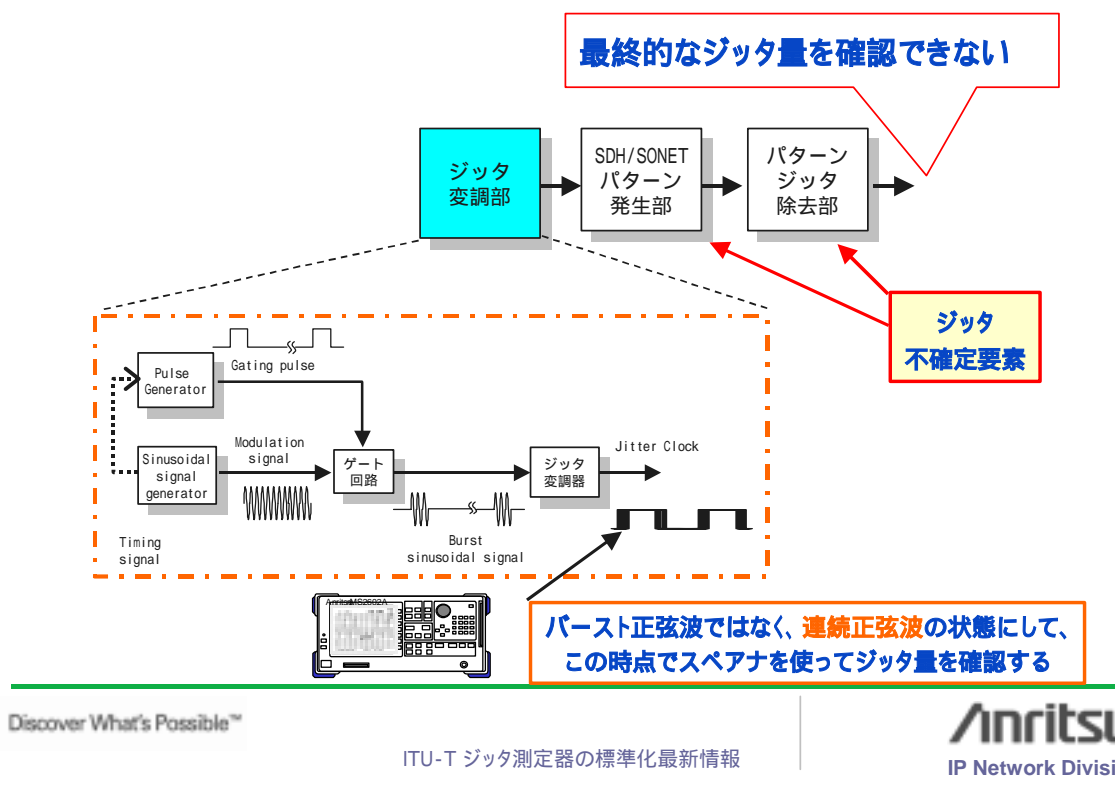 最終的なジッタ量を確認できない
ジッタ
変調部
SDH/SONET
パターン
発生部
パターン
ジッタ
除去部
ジッタ
不確定要素
Pulse
Generator
Gating pulse
Sinusoidal
signal
generator
Modulation
signal
ゲート
回路
ジッタ
変調器
Jitter Clock
Timing
signal
Burst
sinusoidal signal
AnritsuMS2602A
バースト正弦波ではなく、連続正弦波の状態にして、
この時点でスペアナを使ってジッタ量を確認する
Discover What's Possible™
ITU-T ジッタ測定器の標準化最新情報
Anritsu
IP Network Divisi